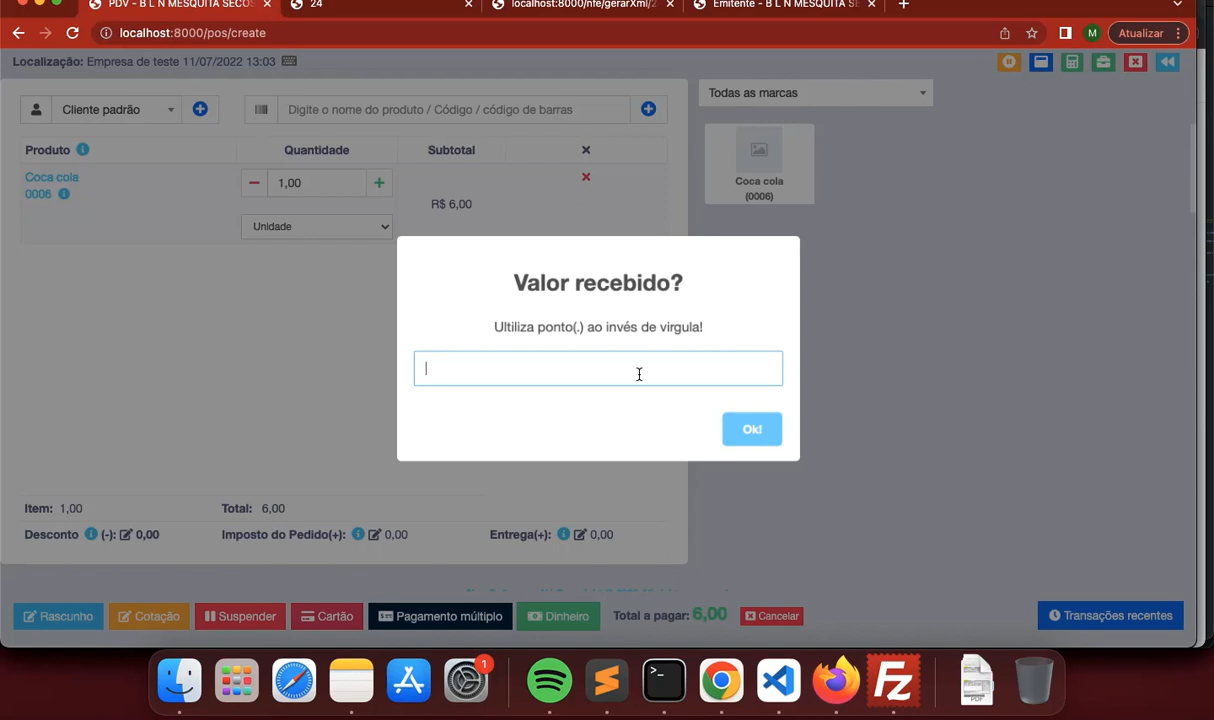 PDV - B L N MESQUITA SECOS
24
localhost:8000/nfe/gerarXml/2
Emitente - B L N MESQUITA SE
localhost:8000/pos/create
M
Atualizar
Localização: Empresa de teste 11/07/2022 13:03
Cliente padrão
Digite o nome do produto / Código / código de barras
Todas as marcas
Produto
Quantidade
Subtotal
Coca cola
0006
1,00
R$ 6,00
Unidade
Coca cola
(0006)
Valor recebido?
Ultiliza ponto(.) ao invés de virgula!
Ok!
Item: 1,00
Total: 6,00
Desconto (-): 0,00
Imposto do Pedido(+): 0,00
Entrega(+): 0,00
Rascunho
Cotação
Suspender
Cartão
Pagamento múltiplo
Dinheiro
Total a pagar: 6,00
Cancelar
Transações recentes
1
PDF